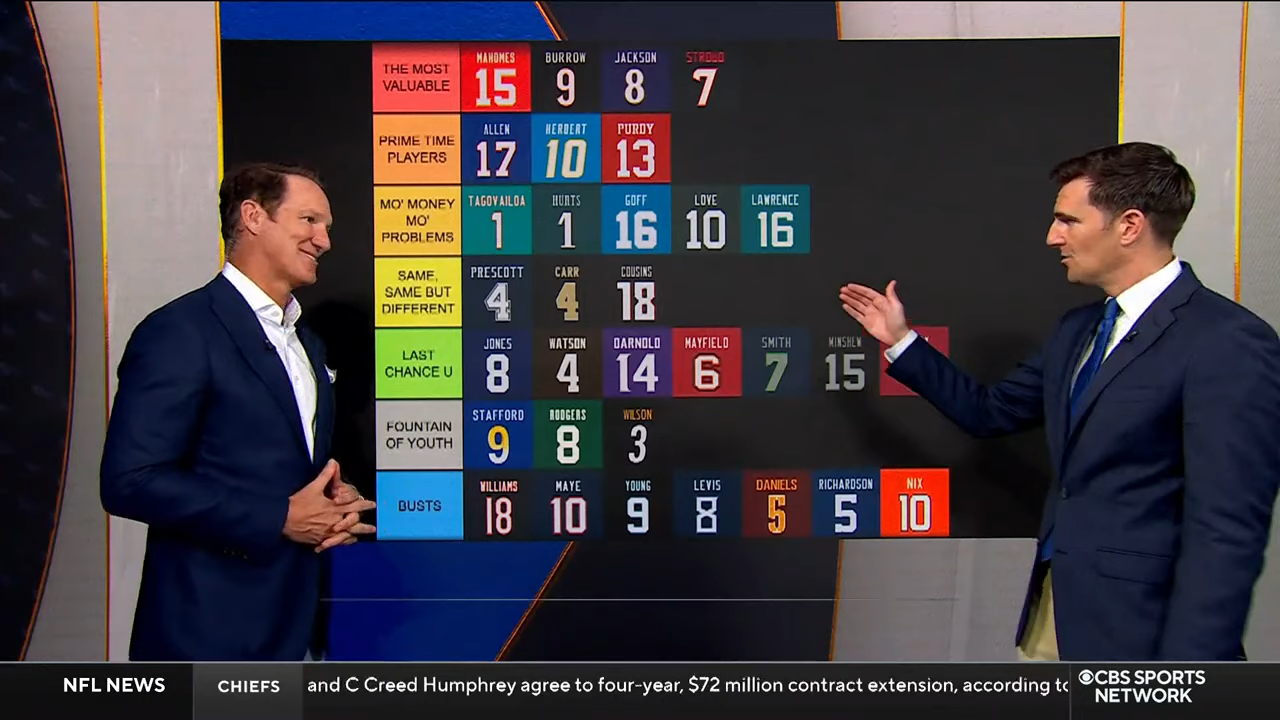 THE MOST
VALUABLE
MAHOMES
15
BURROW
9
JACKSON
8
STROUD
7
PRIME TIME
PLAYERS
ALLEN
17
HERBERT
10
PURDY
13
MO' MONEY
MO'
PROBLEMS
TAGOVAILOA
1
HURTS
1
GOFF
16
LOVE
10
LAWRENCE
16
SAME,
SAME BUT
DIFFERENT
PRESCOTT
4
CARR
4
COUSINS
18
LAST
CHANCE U
JONES
8
WATSON
4
DARNOLD
14
MAYFIELD
6
SMITH
7
MINSHEW
15
FOUNTAIN
OF YOUTH
STAFFORD
9
RODGERS
8
WILSON
3
BUSTS
WILLIAMS
18
MAYE
10
YOUNG
9
LEVIS
8
DANIELS
5
RICHARDSON
5
NIX
10
NFL NEWS
CHIEFS
and C Creed Humphrey agree to four-year, $72 million contract extension, according to
CBS SPORTS
NETWORK